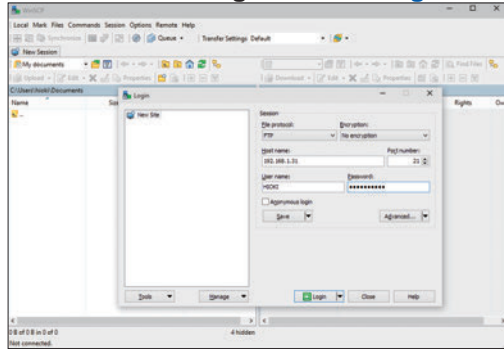 WinSCP
Local Mark Files Commands Session Options Remote Help
Synchronize Queue Transfer Settings Default
New Session
My documents Find Files
Upload Edit Properties Download Edit Properties
C:\Users\hioki\Documents
Name Rights
Login
New Site
Session
File protocol: Encryption:
FTP No encryption
Host name: Port number:
192.168.1.31 21
User name: Password:
HIOKI
Anonymous login
Save Advanced...
Tools Manage Login Close Help
0 B of 0 B in 0 of 0 4 hidden
Not connected.